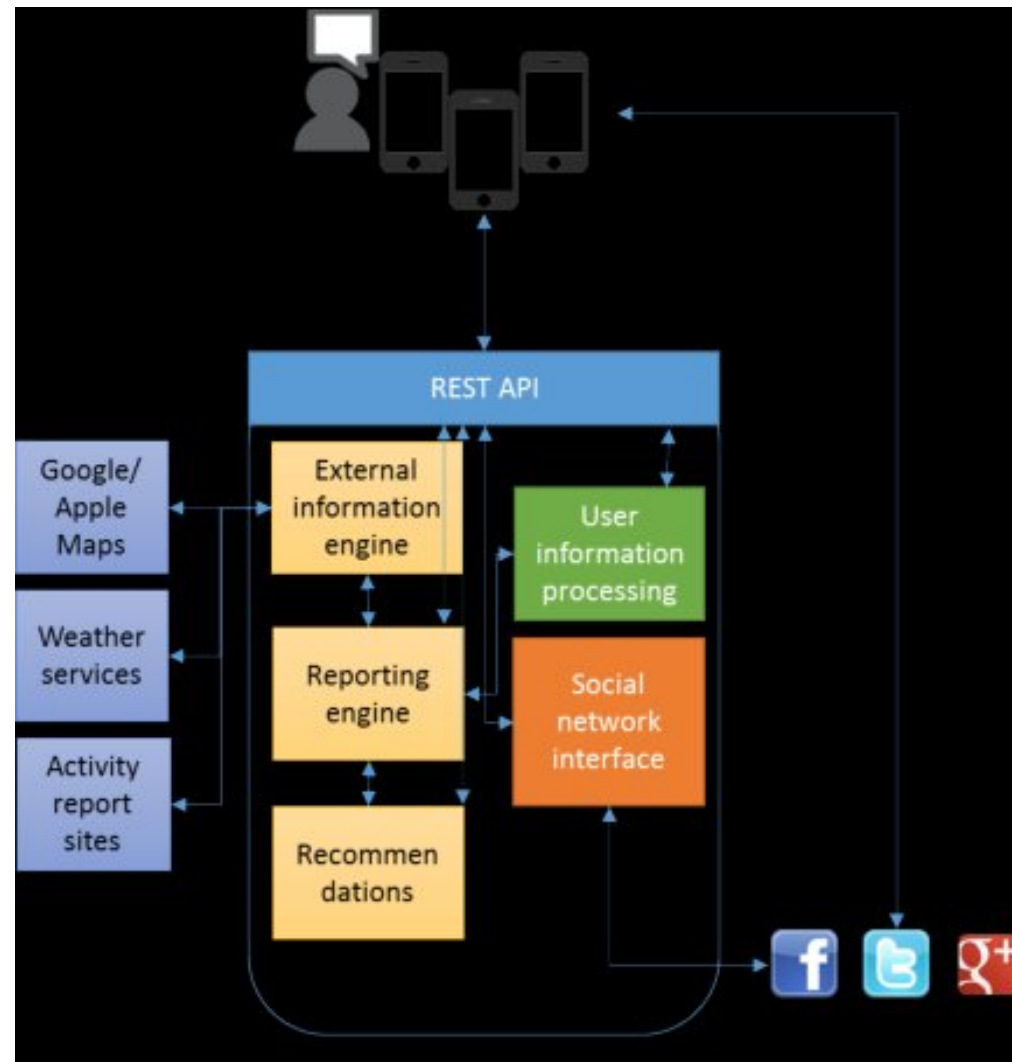 REST API
Google/
Apple
Maps
External
information
engine
User
information
processing
Weather
services
Reporting
engine
Social
network
interface
Activity
report
sites
Recommen
dations
f
t
g+